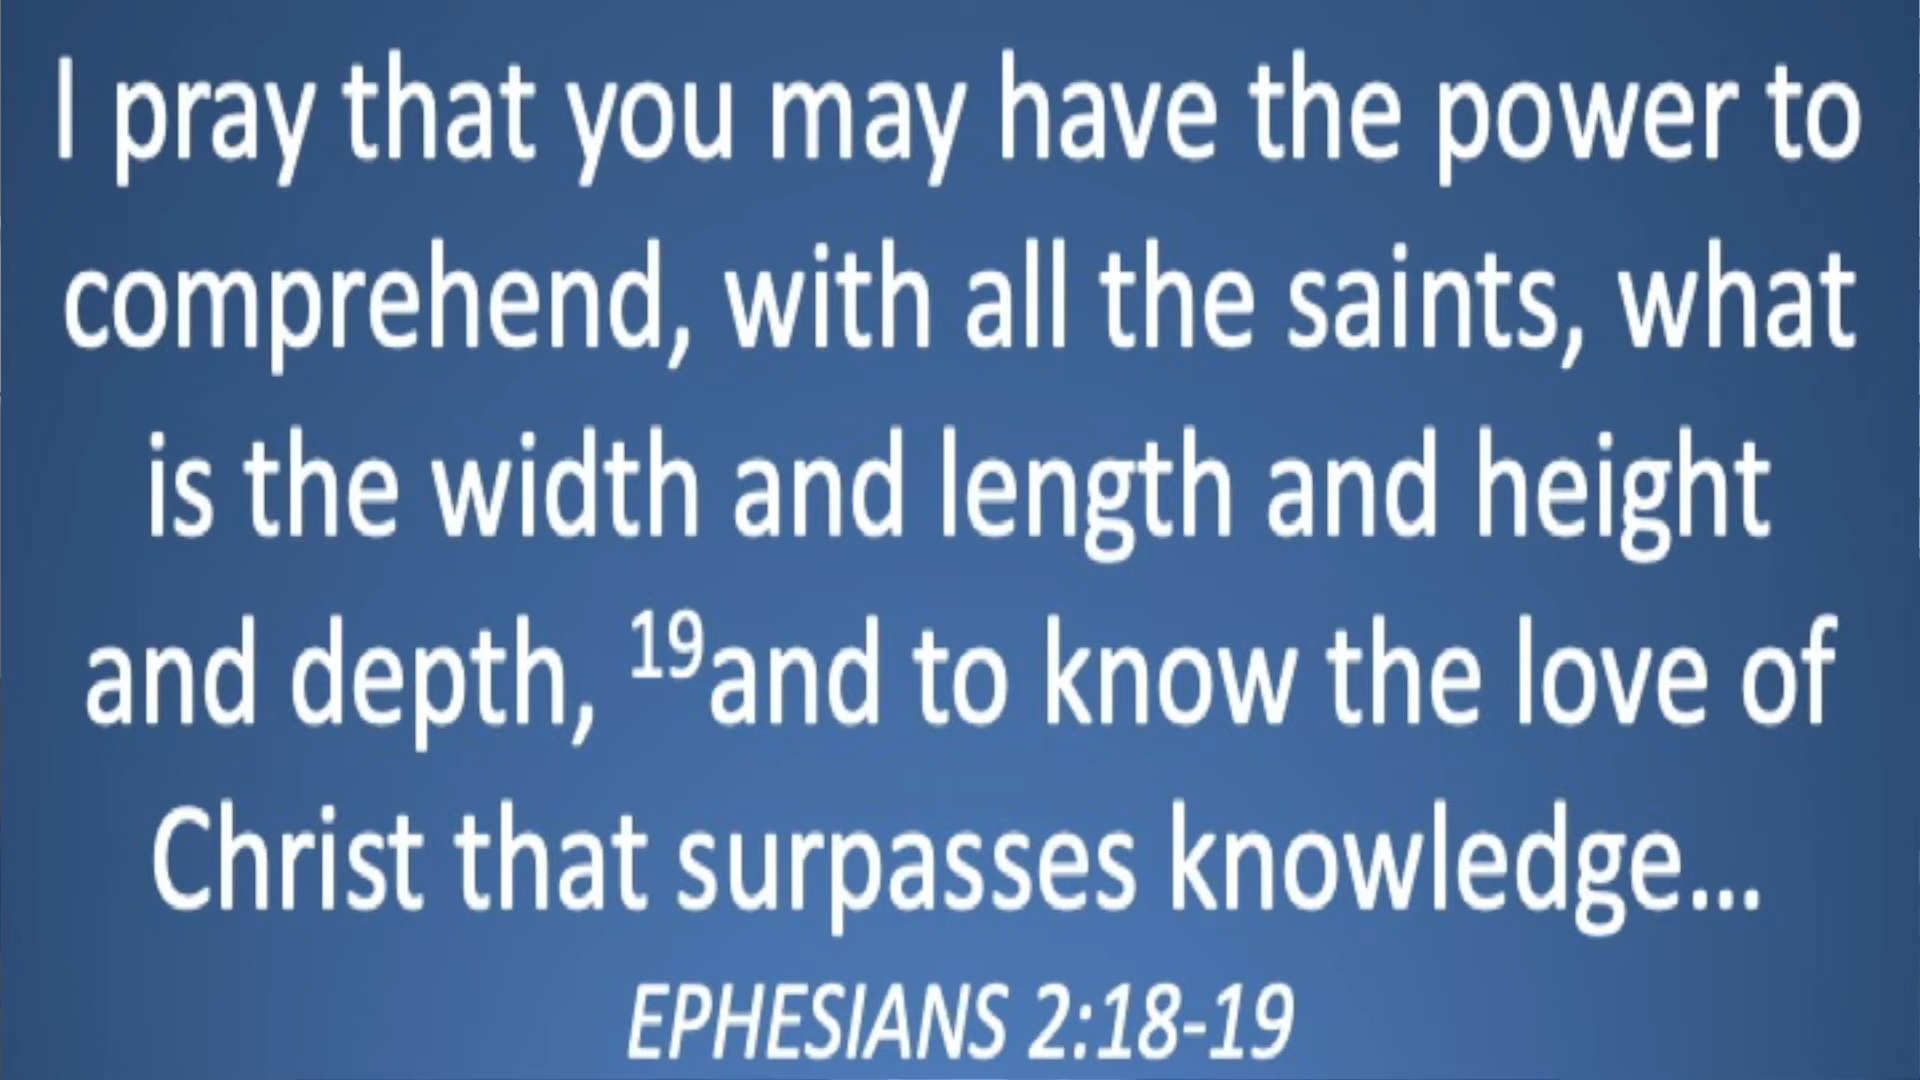 I pray that you may have the power to
comprehend, with all the saints, what
is the width and length and height
and depth, 19and to know the love of
Christ that surpasses knowledge...
EPHESIANS 2:18-19